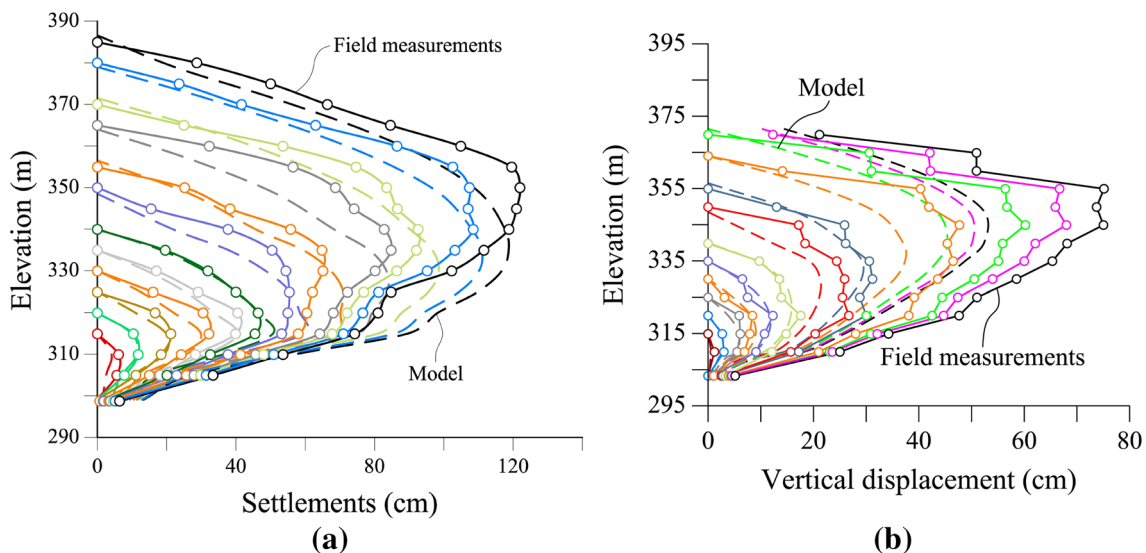 390
370
350
330
310
290
Elevation (m)
Field measurements
Model
0
40
80
120
Settlements (cm)
(a)
395
375
355
335
315
295
Elevation (m)
Model
Field measurements
0
20
40
60
80
Vertical displacement (cm)
(b)